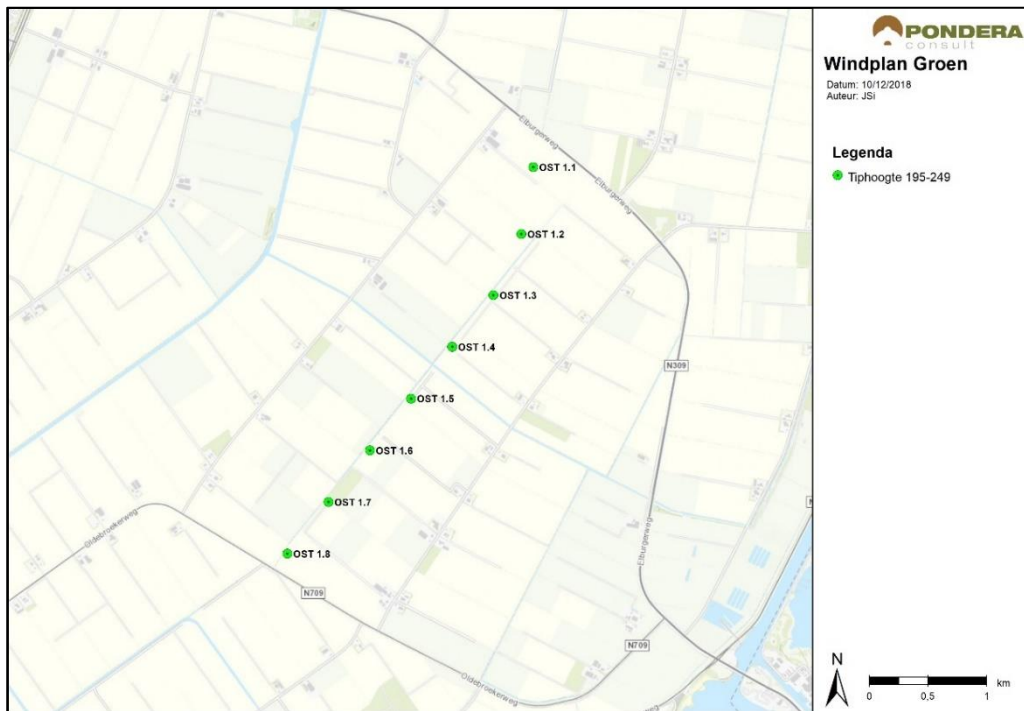 PONDERA
consult
Windplan Groen
Datum: 10/12/2018
Auteur: JSi
Legenda
Tiphoogte 195-249
Elburgerweg
OST 1.1
Elburgerweg
OST 1.2
OST 1.3
OST 1.4
N309
OST 1.5
OST 1.6
OST 1.7
Oldebroekerweg
Elburgerweg
OST 1.8
N709
N709
Oldebroekerweg
N
0 0,5 1 km